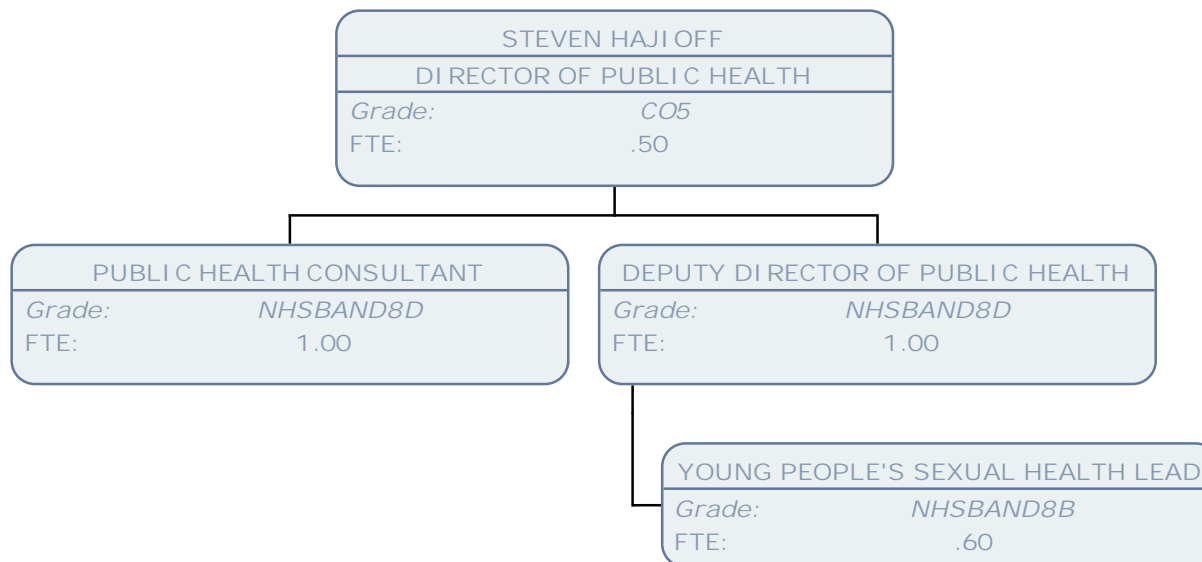 STEVEN HAJIOFF
DIRECTOR OF PUBLIC HEALTH
Grade: CO5
FTE: .50
PUBLIC HEALTH CONSULTANT
Grade: NHSBAND8D
FTE: 1.00
DEPUTY DIRECTOR OF PUBLIC HEALTH
Grade: NHSBAND8D
FTE: 1.00
YOUNG PEOPLE'S SEXUAL HEALTH LEAD
Grade: NHSBAND8B
FTE: .60